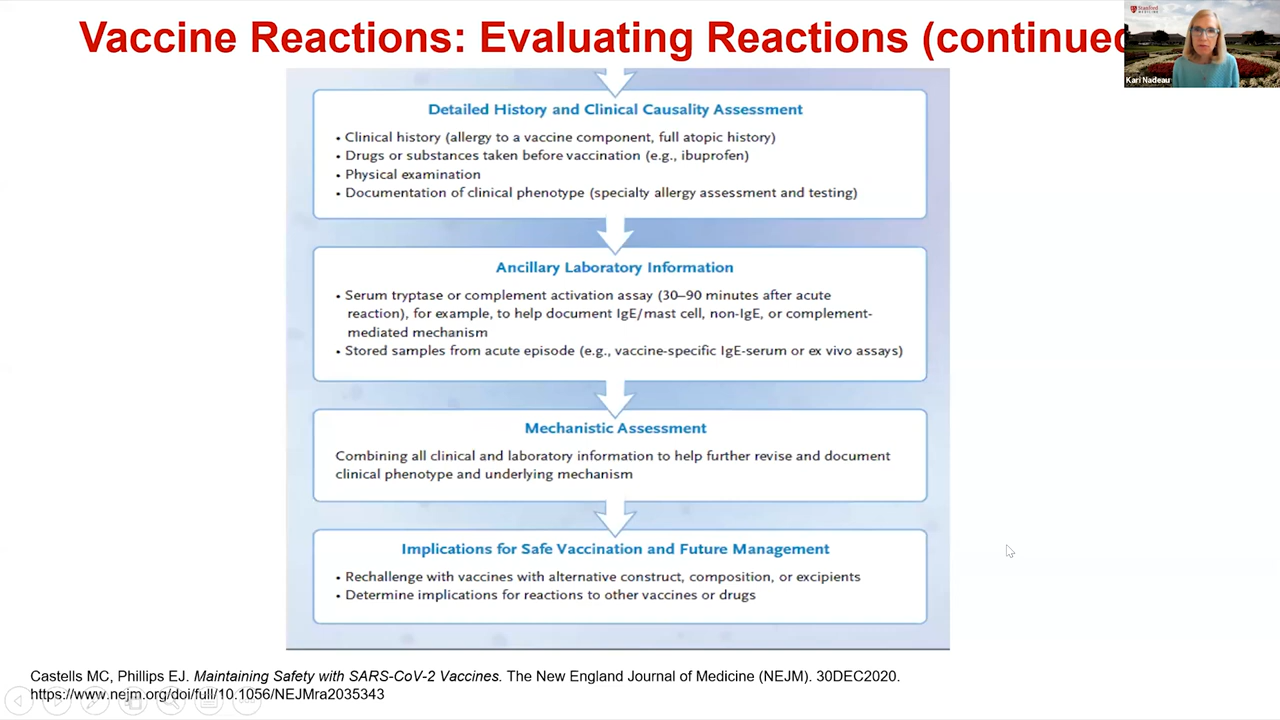 Vaccine Reactions: Evaluating Reactions (continued
Stanford
MEDICINE
Kari Nadeau
Detailed History and Clinical Causality Assessment
• Clinical history (allergy to a vaccine component, full atopic history)
• Drugs or substances taken before vaccination (e.g., ibuprofen)
• Physical examination
• Documentation of clinical phenotype (specialty allergy assessment and testing)
Ancillary Laboratory Information
• Serum tryptase or complement activation assay (30–90 minutes after acute
reaction), for example, to help document IgE/mast cell, non-IgE, or complement-
mediated mechanism
• Stored samples from acute episode (e.g., vaccine-specific IgE-serum or ex vivo assays)
Mechanistic Assessment
Combining all clinical and laboratory information to help further revise and document
clinical phenotype and underlying mechanism
Implications for Safe Vaccination and Future Management
• Rechallenge with vaccines with alternative construct, composition, or excipients
• Determine implications for reactions to other vaccines or drugs
Castells MC, Phillips EJ. Maintaining Safety with SARS-CoV-2 Vaccines. The New England Journal of Medicine (NEJM). 30DEC2020.
https://www.nejm.org/doi/full/10.1056/NEJMra2035343